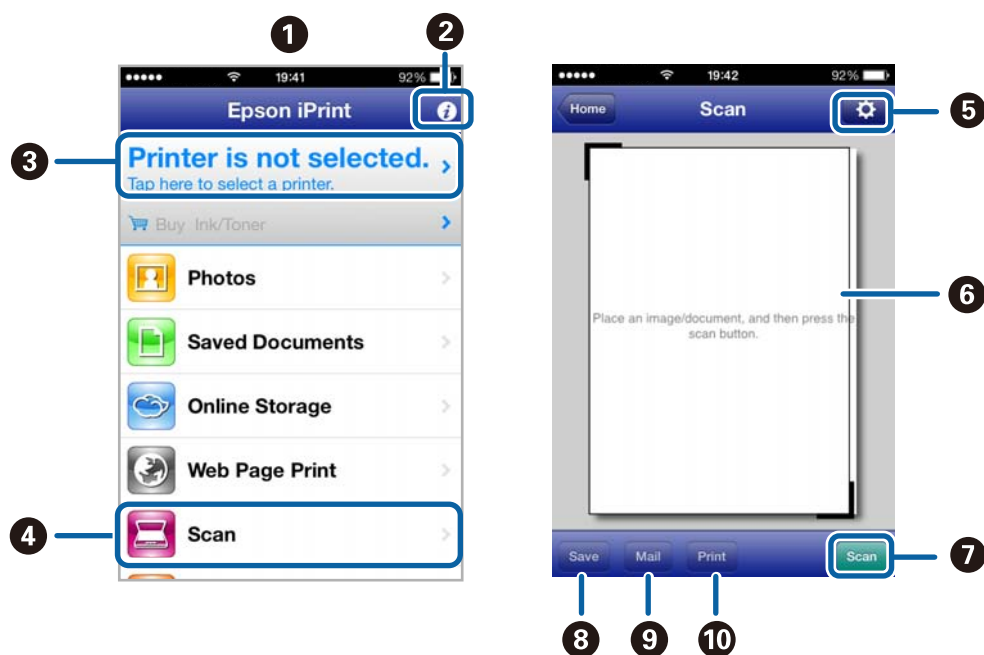 1
2
19:41
92%
Epson iPrint
i
3
Printer is not selected.
Tap here to select a printer.
Buy Ink/Toner
Photos
Saved Documents
Online Storage
Web Page Print
4
Scan
19:42
92%
Home
Scan
5
6
Place an image/document, and then press the
scan button.
Save
Mail
Print
Scan
7
8
9
10